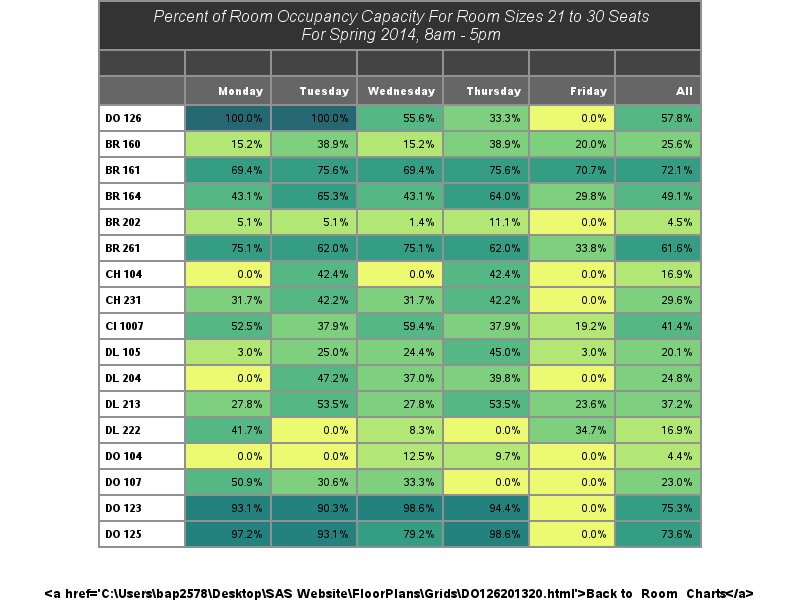 Percent of Room Occupancy Capacity For Room Sizes 21 to 30 Seats
For Spring 2014, 8am - 5pm
Monday Tuesday Wednesday Thursday Friday All
DO 126 100.0% 100.0% 55.6% 33.3% 0.0% 57.8%
BR 160 15.2% 38.9% 15.2% 38.9% 20.0% 25.6%
BR 161 69.4% 75.6% 69.4% 75.6% 70.7% 72.1%
BR 164 43.1% 65.3% 43.1% 64.0% 29.8% 49.1%
BR 202 5.1% 5.1% 1.4% 11.1% 0.0% 4.5%
BR 261 75.1% 62.0% 75.1% 62.0% 33.8% 61.6%
CH 104 0.0% 42.4% 0.0% 42.4% 0.0% 16.9%
CH 231 31.7% 42.2% 31.7% 42.2% 0.0% 29.6%
CI 1007 52.5% 37.9% 59.4% 37.9% 19.2% 41.4%
DL 105 3.0% 25.0% 24.4% 45.0% 3.0% 20.1%
DL 204 0.0% 47.2% 37.0% 39.8% 0.0% 24.8%
DL 213 27.8% 53.5% 27.8% 53.5% 23.6% 37.2%
DL 222 41.7% 0.0% 8.3% 0.0% 34.7% 16.9%
DO 104 0.0% 0.0% 12.5% 9.7% 0.0% 4.4%
DO 107 50.9% 30.6% 33.3% 0.0% 0.0% 23.0%
DO 123 93.1% 90.3% 98.6% 94.4% 0.0% 75.3%
DO 125 97.2% 93.1% 79.2% 98.6% 0.0% 73.6%
<a href='C:\Users\bap2578\Desktop\SAS Website\FloorPlans\Grids\DO126201320.html'>Back to Room Charts</a>